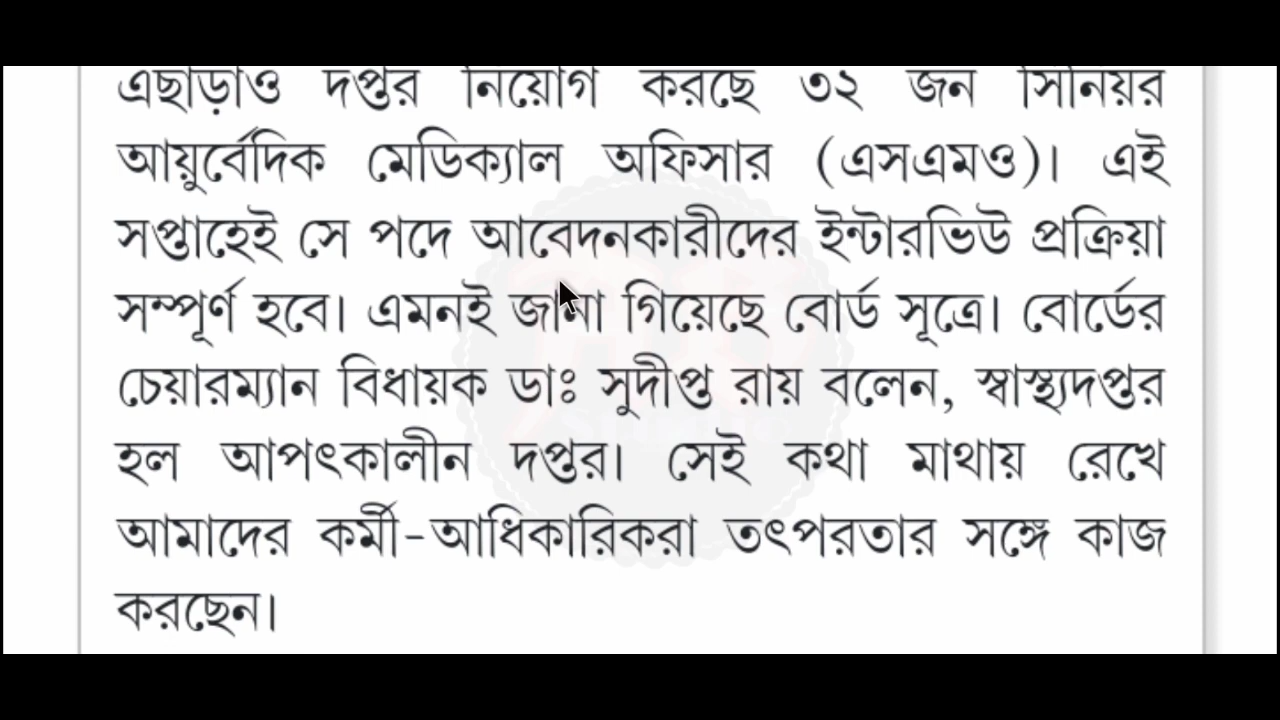 এছাড়াও দপ্তর নিয়োগ করছে ৩২ জন সিনিয়র
আয়ুর্বেদিক মেডিক্যাল অফিসার (এসএমও)। এই
সপ্তাহেই সে পদে আবেদনকারীদের ইন্টারভিউ প্রক্রিয়া
সম্পূর্ণ হবে। এমনই জানা গিয়েছে বোর্ড সূত্রে। বোর্ডের
চেয়ারম্যান বিধায়ক ডাঃ সুদীপ্ত রায় বলেন, স্বাস্থ্যদপ্তর
হল আপৎকালীন দপ্তর। সেই কথা মাথায় রেখে
আমাদের কর্মী-আধিকারিকরা তৎপরতার সঙ্গে কাজ
করছেন।